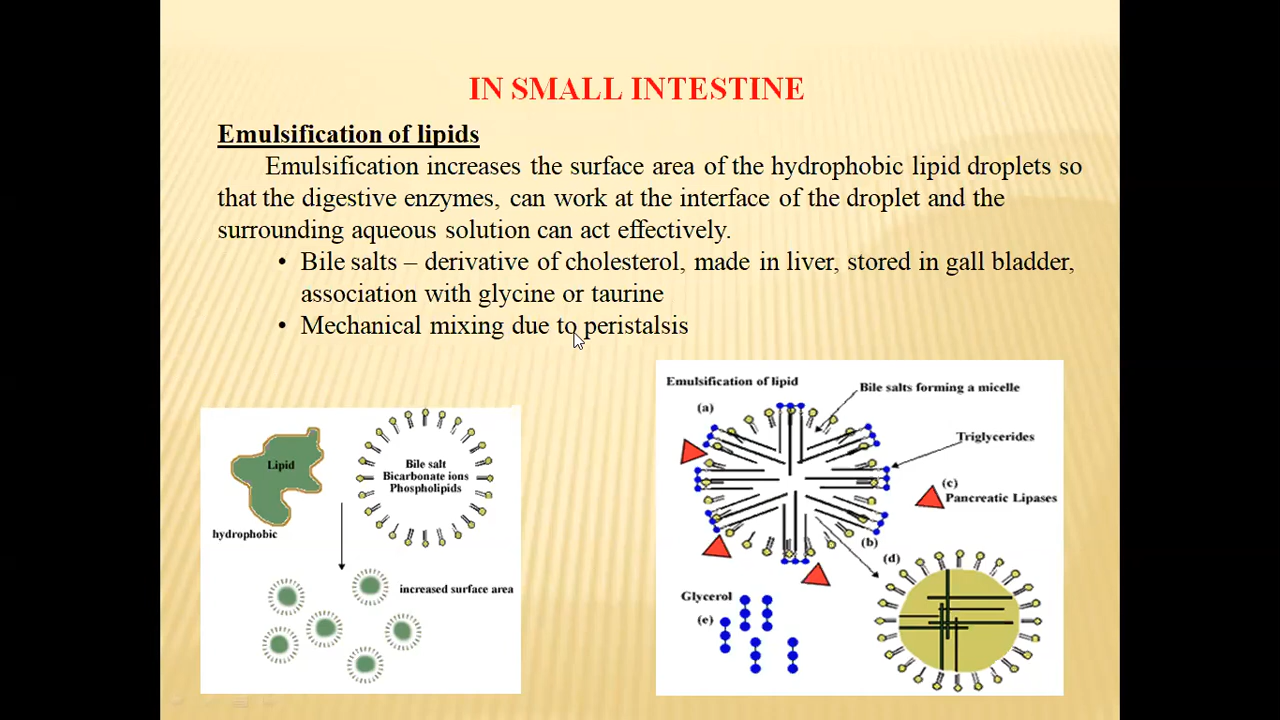 IN SMALL INTESTINE
Emulsification of lipids
Emulsification increases the surface area of the hydrophobic lipid droplets so
that the digestive enzymes, can work at the interface of the droplet and the
surrounding aqueous solution can act effectively.
• Bile salts – derivative of cholesterol, made in liver, stored in gall bladder,
association with glycine or taurine
• Mechanical mixing due to peristalsis
Lipid
hydrophobic
Bile salt
Bicarbonate ions
Phospholipids
increased surface area
Emulsification of lipid
Bile salts forming a micelle
(a)
Triglycerides
(c)
Pancreatic Lipases
(b)
(d)
Glycerol
(e)